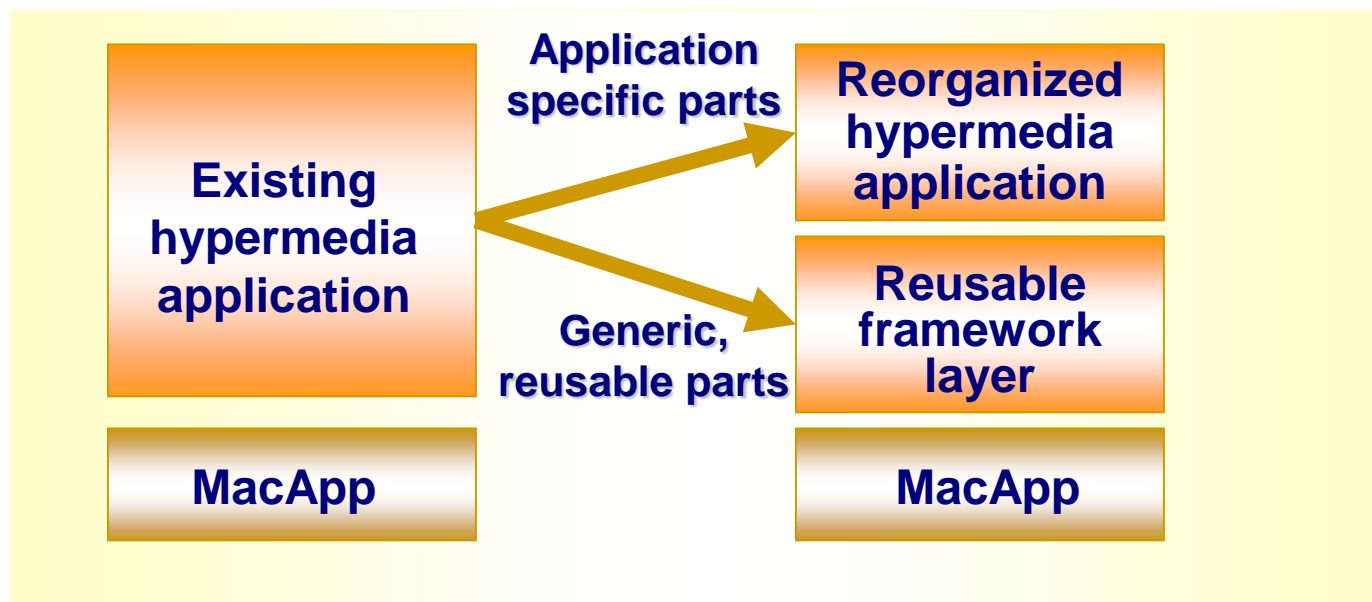 Existing
hypermedia
application
MacApp
Application
specific parts
Generic,
reusable parts
Reorganized
hypermedia
application
Reusable
framework
layer
MacApp